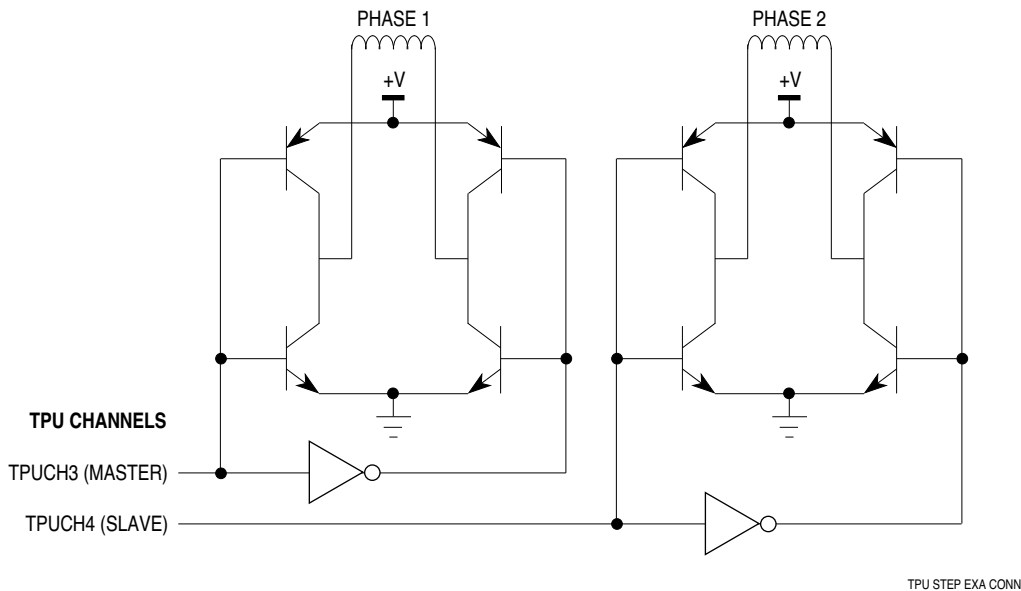 PHASE 1
PHASE 2
+V
+V
TPU CHANNELS
TPUCH3 (MASTER)
TPUCH4 (SLAVE)
TPU STEP EXA CONN